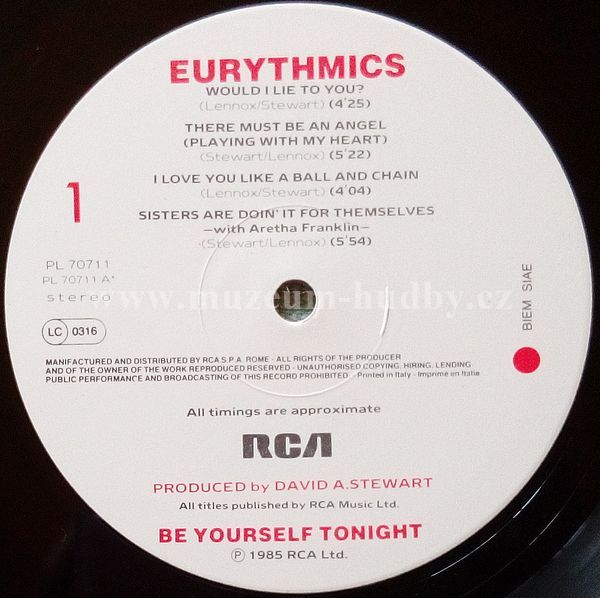 EURYTHMICS
WOULD I LIE TO YOU?
(Lennox/Stewart) (4'25)
THERE MUST BE AN ANGEL
(PLAYING WITH MY HEART)
(Stewart/Lennox) (5'22)
I LOVE YOU LIKE A BALL AND CHAIN
(Lennox/Stewart) (4'04)
SISTERS ARE DOIN' IT FOR THEMSELVES
—with Aretha Franklin—
(Stewart/Lennox) (5'54)
1
PL 70711
PL 70711 A*
stereo
www.muzeum-hudby.cz
BIEM SIAE
LC 0316
MANIFACTURED AND DISTRIBUTED BY RCA S.P.A. ROME - ALL RIGHTS OF THE PRODUCER
AND OF THE OWNER OF THE WORK REPRODUCED RESERVED - UNAUTHORISED COPYING, HIRING, LENDING
PUBLIC PERFORMANCE AND BROADCASTING OF THIS RECORD PROHIBITED - Printed in Italy - Imprimé en Italie
All timings are approximate
RCA
PRODUCED by DAVID A.STEWART
All titles published by RCA Music Ltd.
BE YOURSELF TONIGHT
℗ 1985 RCA Ltd.